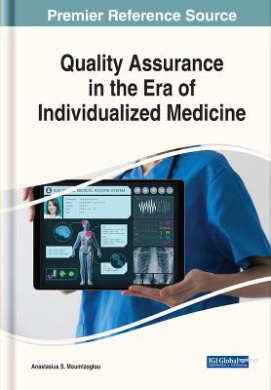 Premier Reference Source
Quality Assurance
in the Era of
Individualized Medicine
Anastasius S. Moumtzoglou
IGI Global